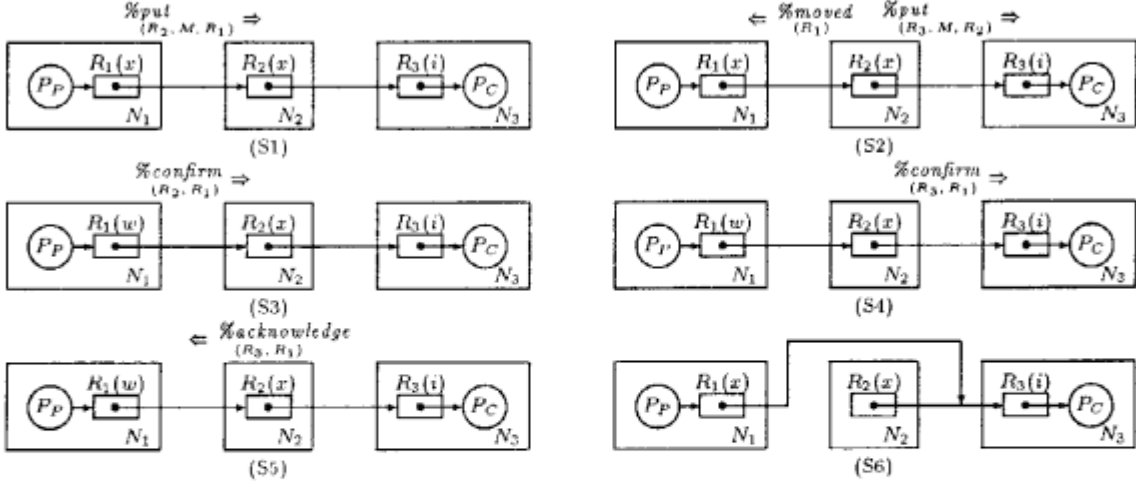 %put
(R2, M, R1) ⇒
R1(x) R2(x) R3(i)
PP PC
N1 N2 N3
(S1)
⇐ %moved %put ⇒
(R1) (R3, M, R2)
R1(x) R2(x) R3(i)
PP PC
N1 N2 N3
(S2)
%confirm ⇒
(R2, R1)
R1(w) R2(x) R3(i)
PP PC
N1 N2 N3
(S3)
%confirm ⇒
(R3, R1)
R1(w) R2(x) R3(i)
PP PC
N1 N2 N3
(S4)
⇐ %acknowledge
(R3, R1)
R1(w) R2(x) R3(i)
PP PC
N1 N2 N3
(S5)
R1(x) R2(x) R3(i)
PP PC
N1 N2 N3
(S6)